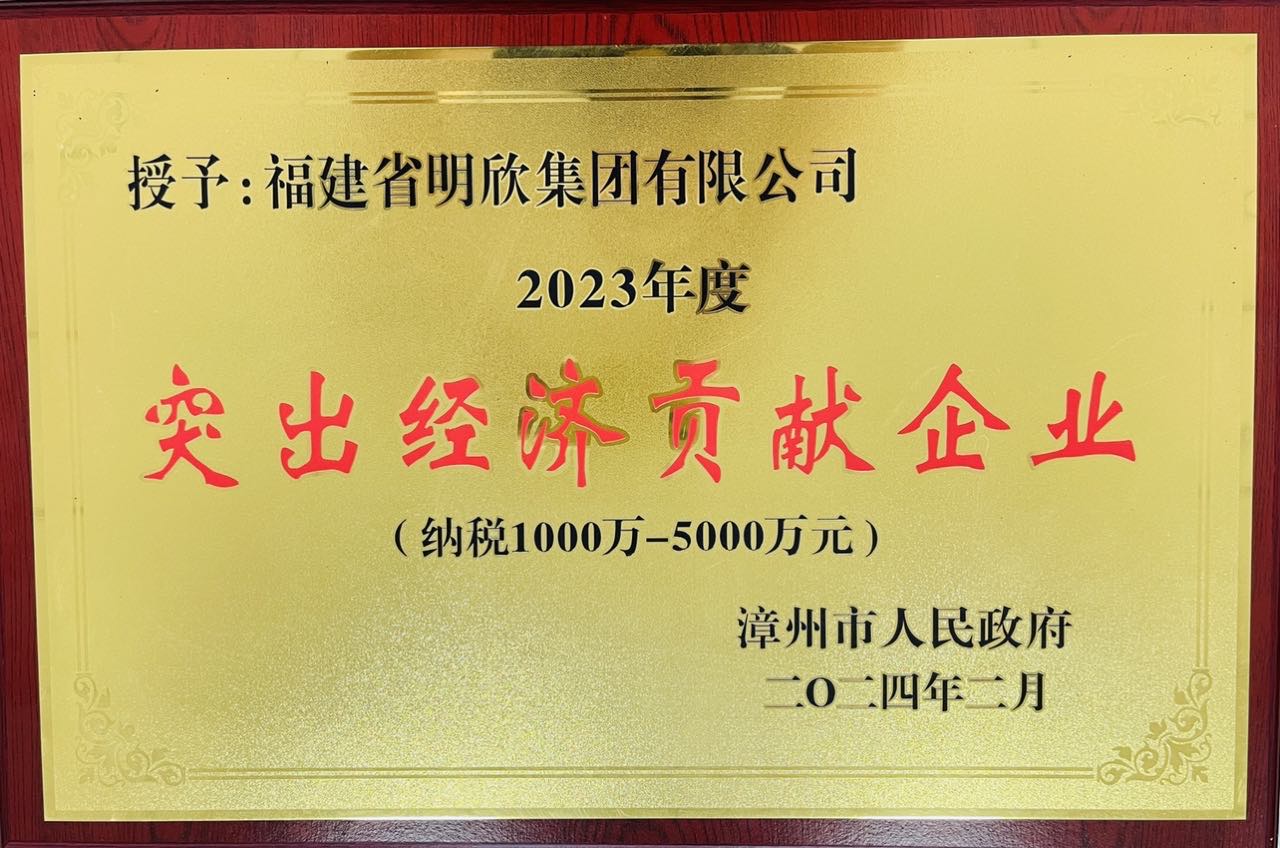 授予:福建省明欣集团有限公司
2023年度
突出经济贡献企业
(纳税1000万-5000万元)
漳州市人民政府
二O二四年二月